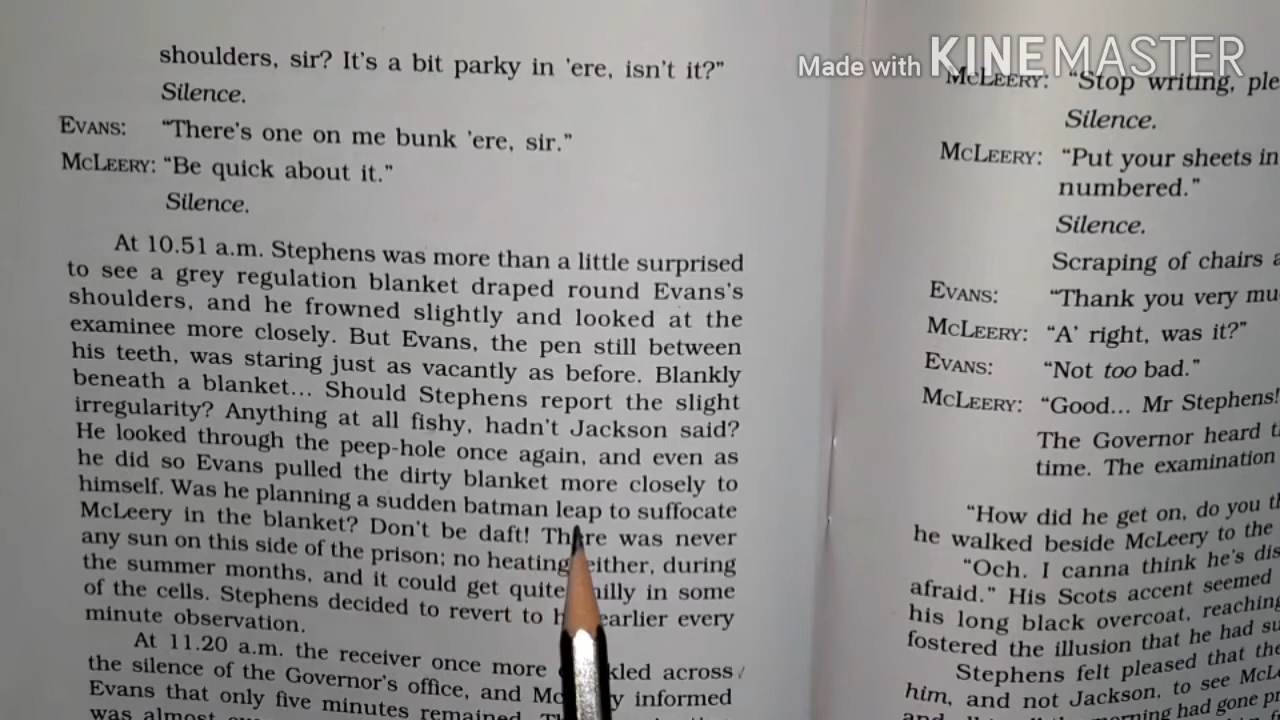 shoulders, sir? It's a bit parky in 'ere, isn't it?"
Silence.
EVANS: "There's one on me bunk 'ere, sir."
MCLEERY: "Be quick about it."
Silence.
At 10.51 a.m. Stephens was more than a little surprised
to see a grey regulation blanket draped round Evans's
shoulders, and he frowned slightly and looked at the
examinee more closely. But Evans, the pen still between
his teeth, was staring just as vacantly as before. Blankly
beneath a blanket... Should Stephens report the slight
irregularity? Anything at all fishy, hadn't Jackson said?
He looked through the peep-hole once again, and even as
he did so Evans pulled the dirty blanket more closely to
himself. Was he planning a sudden batman leap to suffocate
McLeery in the blanket? Don't be daft! There was never
any sun on this side of the prison; no heating, either, during
the summer months, and it could get quite chilly in some
of the cells. Stephens decided to revert to his earlier every
minute observation.
At 11.20 a.m. the receiver once more crackled across
the silence of the Governor's office, and McLeery informed
Evans that only five minutes remained.
was almost
Made with KINEMASTER
MCLEERY: "Stop writing,
Silence.
MCLEERY: "Put your sheets in
numbered."
Silence.
Scraping of chairs
EVANS: "Thank you very
MCLEERY: "A' right, was it?"
EVANS: "Not too bad."
MCLEERY: "Good... Mr Stephens!
The Governor heard
time. The examination
"How did he get on, do you
he walked beside McLeery to the
"Och. I canna think he's
afraid." His Scots accent seemed
his long black overcoat, reaching
fostered the illusion that he had
Stephens felt pleased that the
him, and not Jackson, to see
morning had gone